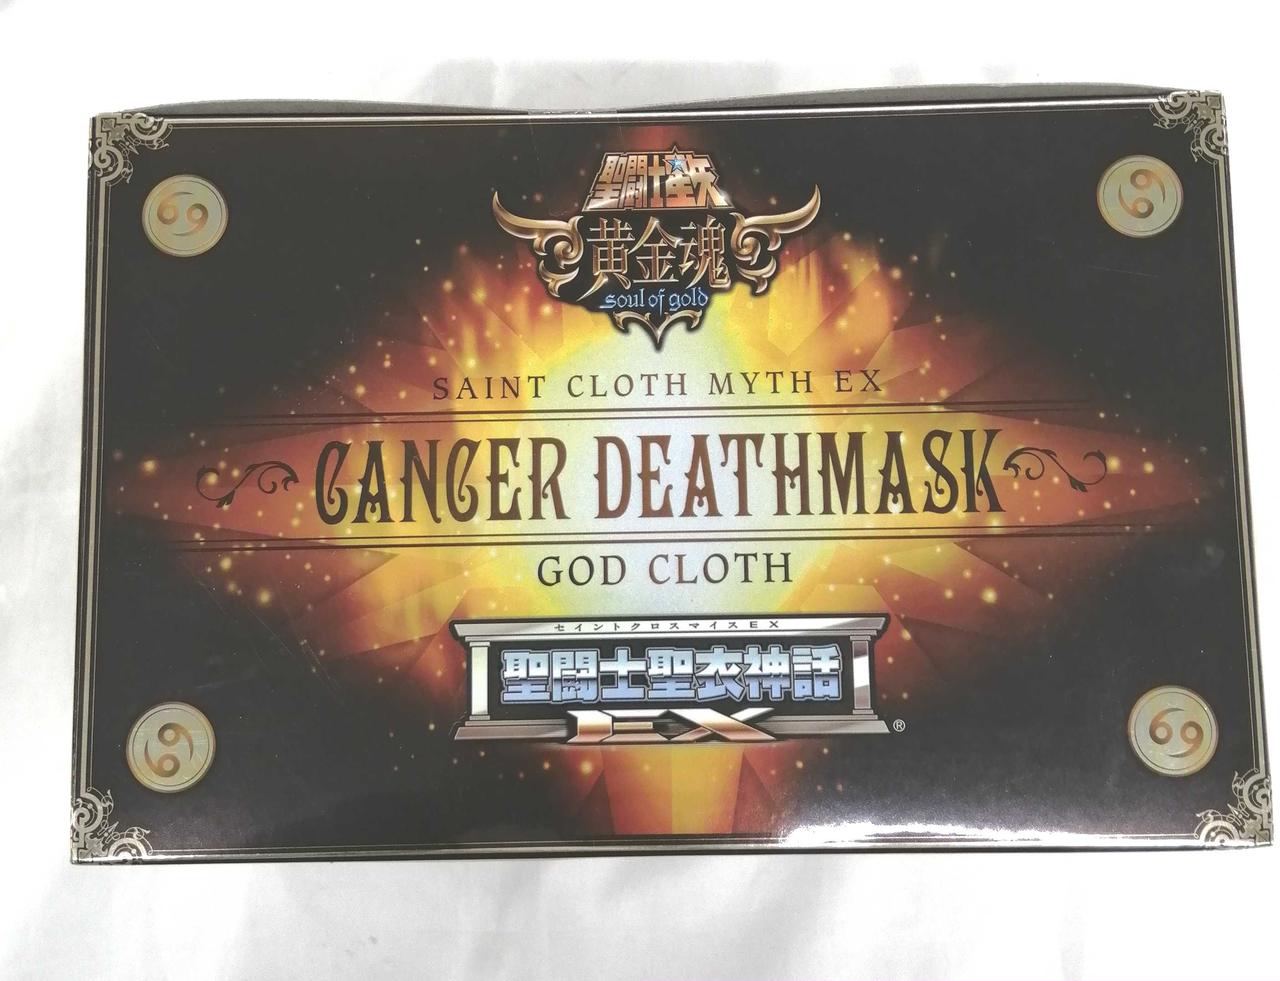 聖闘士星矢
黄金魂
soul of gold
SAINT CLOTH MYTH EX
CANCER DEATHMASK
GOD CLOTH
セイントクロスマイスEX
聖闘士聖衣神話
EX
®